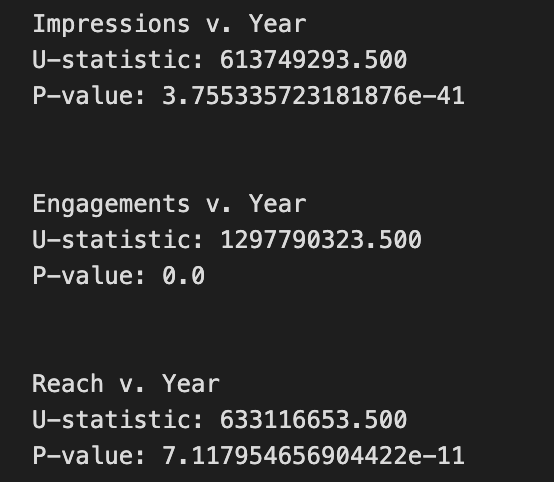 Impressions v. Year
U-statistic: 613749293.500
P-value: 3.755335723181876e-41
Engagements v. Year
U-statistic: 1297790323.500
P-value: 0.0
Reach v. Year
U-statistic: 633116653.500
P-value: 7.117954656904422e-11